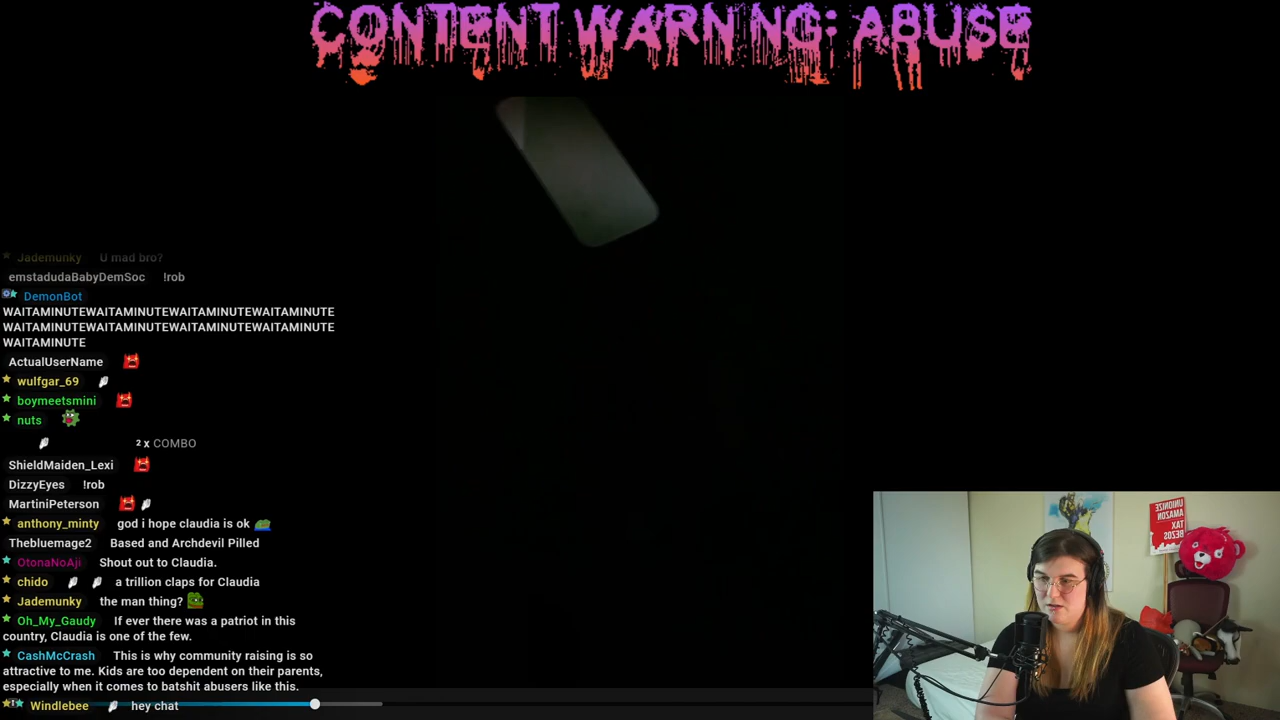 CONTENT WARNING: ABUSE
Jademunky U mad bro?
emstadudaBabyDemSoc !rob
DemonBot
WAITAMINUTEWAITAMINUTEWAITAMINUTEWAITAMINUTE
WAITAMINUTEWAITAMINUTEWAITAMINUTEWAITAMINUTE
WAITAMINUTE
ActualUserName
wulfgar_69
boymeetsmini
nuts
2 x COMBO
ShieldMaiden_Lexi
DizzyEyes !rob
MartiniPeterson
anthony_minty god i hope claudia is ok
Thebluemage2 Based and Archdevil Pilled
OtonaNoAji Shout out to Claudia.
chido a trillion claps for Claudia
Jademunky the man thing?
Oh_My_Gaudy If ever there was a patriot in this
country, Claudia is one of the few.
CashMcCrash This is why community raising is so
attractive to me. Kids are too dependent on their parents,
especially when it comes to batshit abusers like this.
Windlebee hey chat
UNIONIZE
AMAZON
TAX
BEZOS